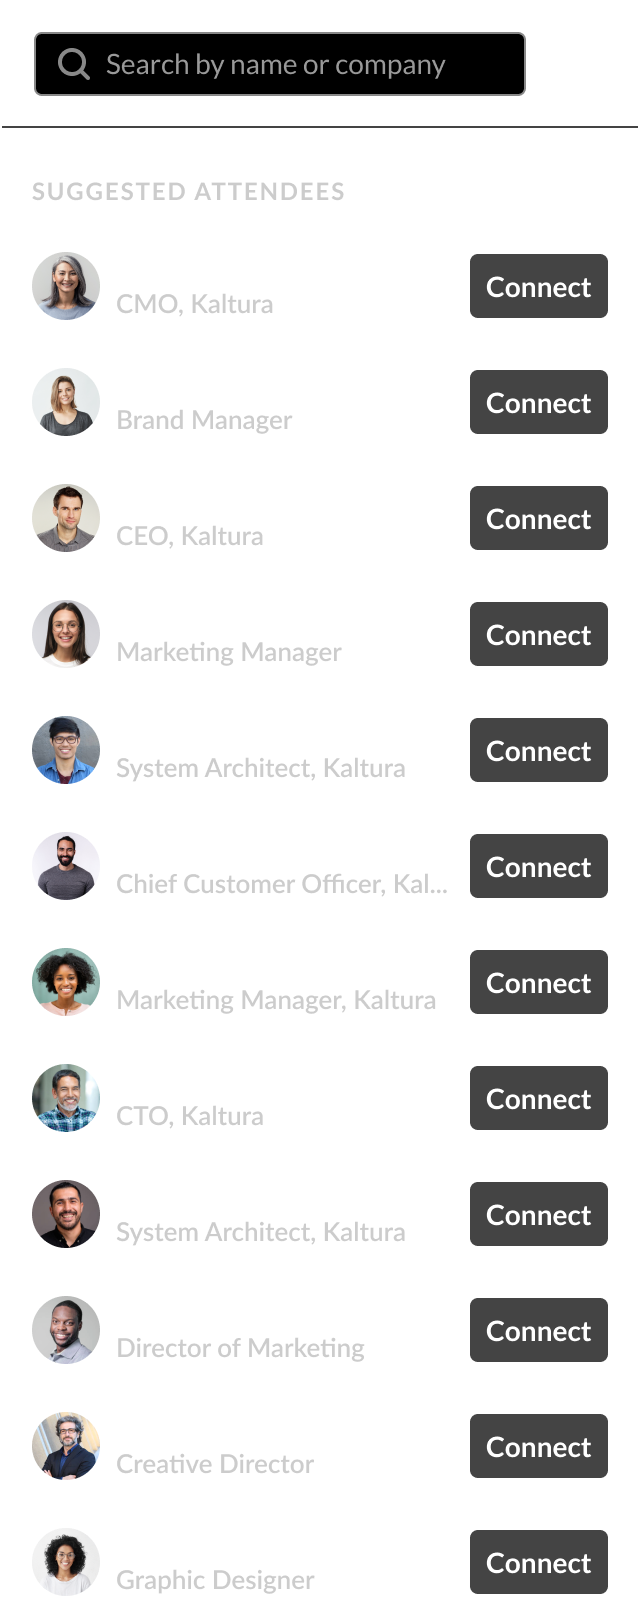 Search by name or company
SUGGESTED ATTENDEES
CMO, Kaltura
Connect
Brand Manager
Connect
CEO, Kaltura
Connect
Marketing Manager
Connect
System Architect, Kaltura
Connect
Chief Customer Officer, Kal...
Connect
Marketing Manager, Kaltura
Connect
CTO, Kaltura
Connect
System Architect, Kaltura
Connect
Director of Marketing
Connect
Creative Director
Connect
Graphic Designer
Connect